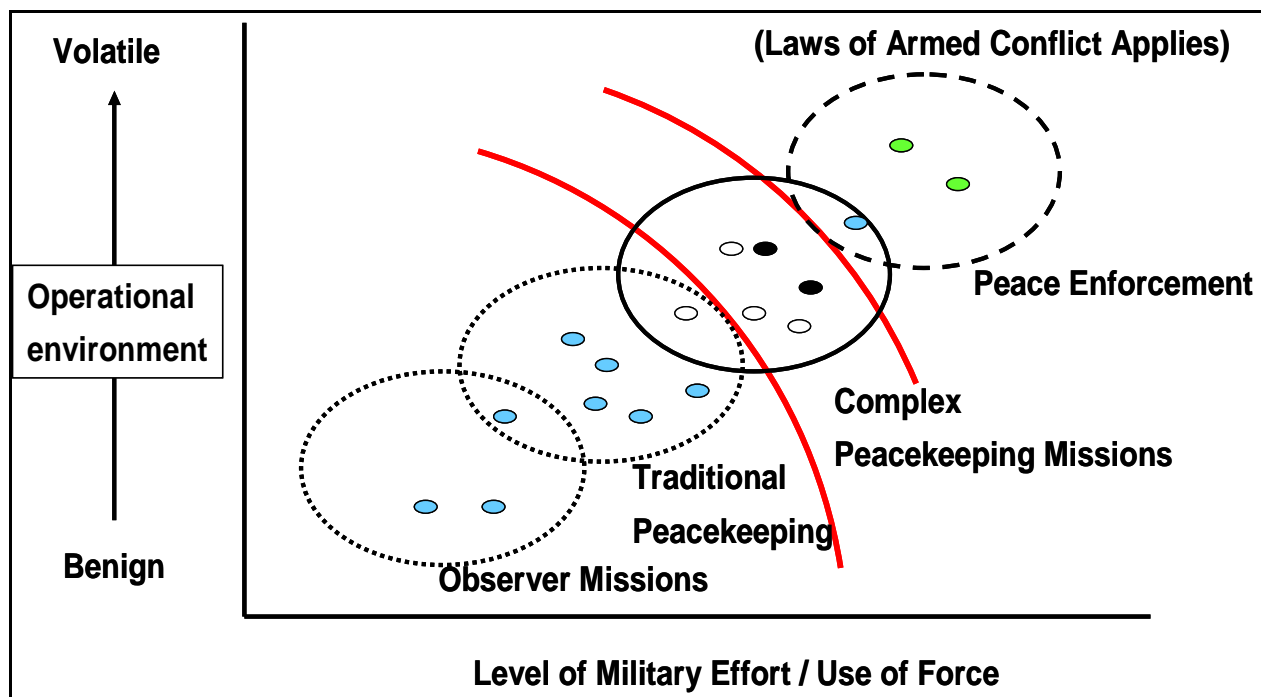 Volatile
(Laws of Armed Conflict Applies)
Operational
environment
Peace Enforcement
Complex
Peacekeeping Missions
Traditional
Peacekeeping
Benign
Observer Missions
Level of Military Effort / Use of Force